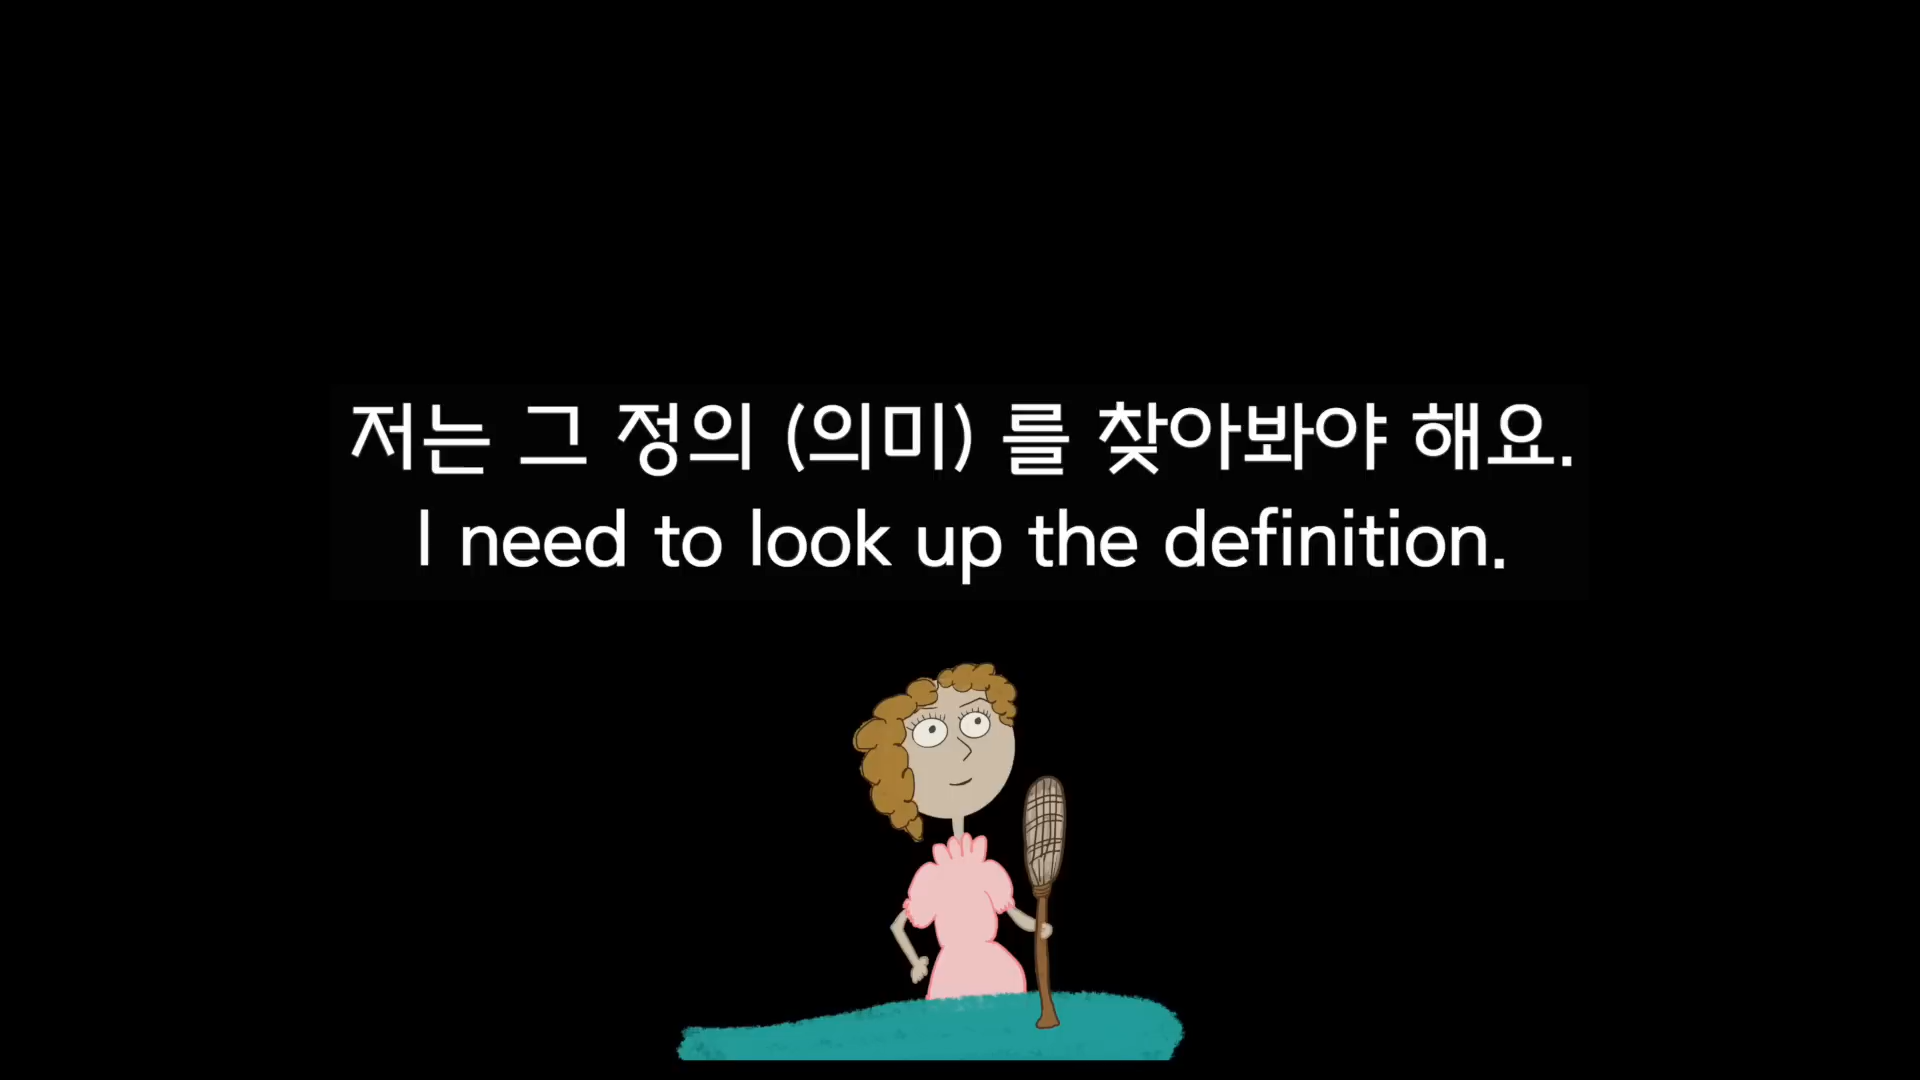 저는 그 정의 (의미) 를 찾아봐야 해요.
I need to look up the definition.